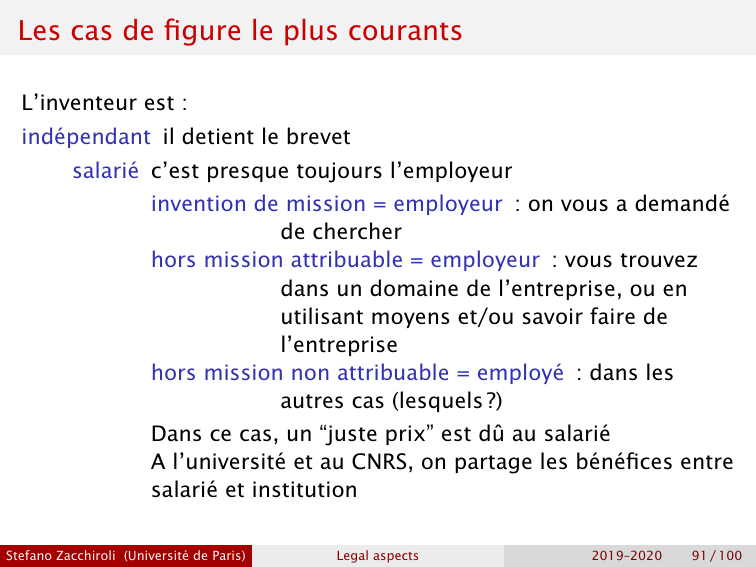 Les cas de figure le plus courants
L’inventeur est :
indépendant il detient le brevet
salarié c’est presque toujours l’employeur
invention de mission = employeur : on vous a demandé
de chercher
hors mission attribuable = employeur : vous trouvez
dans un domaine de l’entreprise, ou en
utilisant moyens et/ou savoir faire de
l’entreprise
hors mission non attribuable = employé : dans les
autres cas (lesquels ?)
Dans ce cas, un “juste prix” est dû au salarié
A l’université et au CNRS, on partage les bénéfices entre
salarié et institution
Stefano Zacchiroli (Université de Paris) Legal aspects 2019–2020 91 / 100